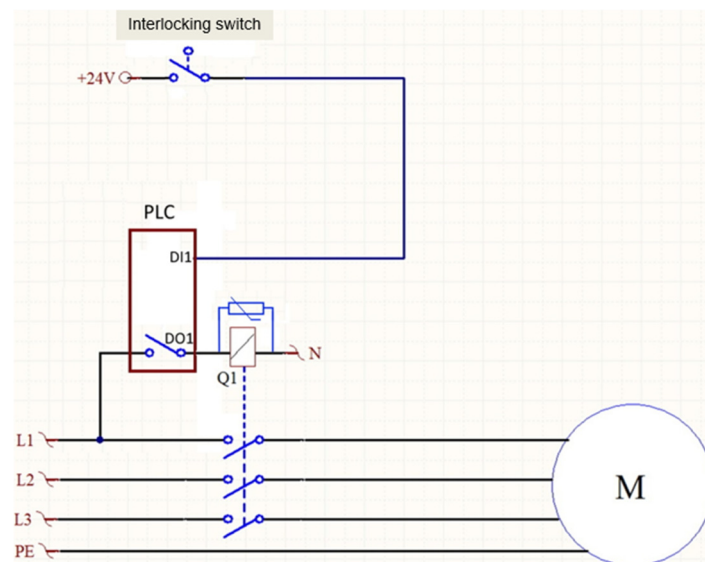 Interlocking switch
+24V
PLC
DI1
DO1
N
Q1
L1
L2
M
L3
PE